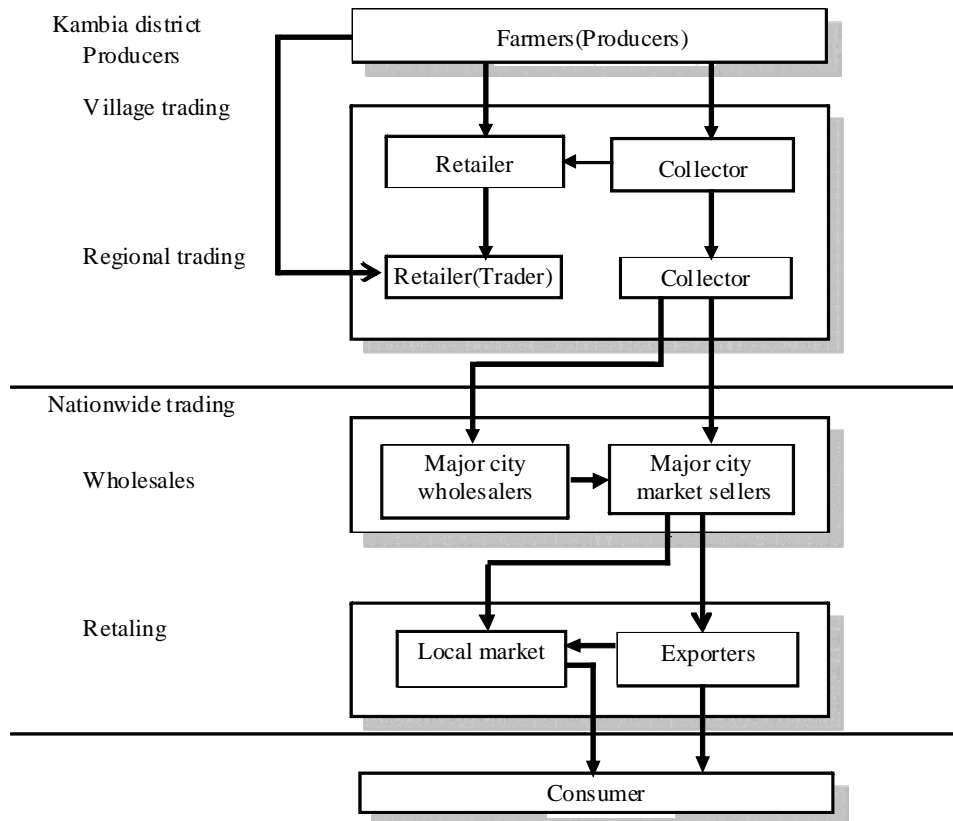 Kambia district
Producers
Farmers(Producers)
Village trading
Retailer
Collector
Regional trading
Retailer(Trader)
Collector
Nationwide trading
Wholesales
Major city
wholesalers
Major city
market sellers
Retaling
Local market
Exporters
Consumer